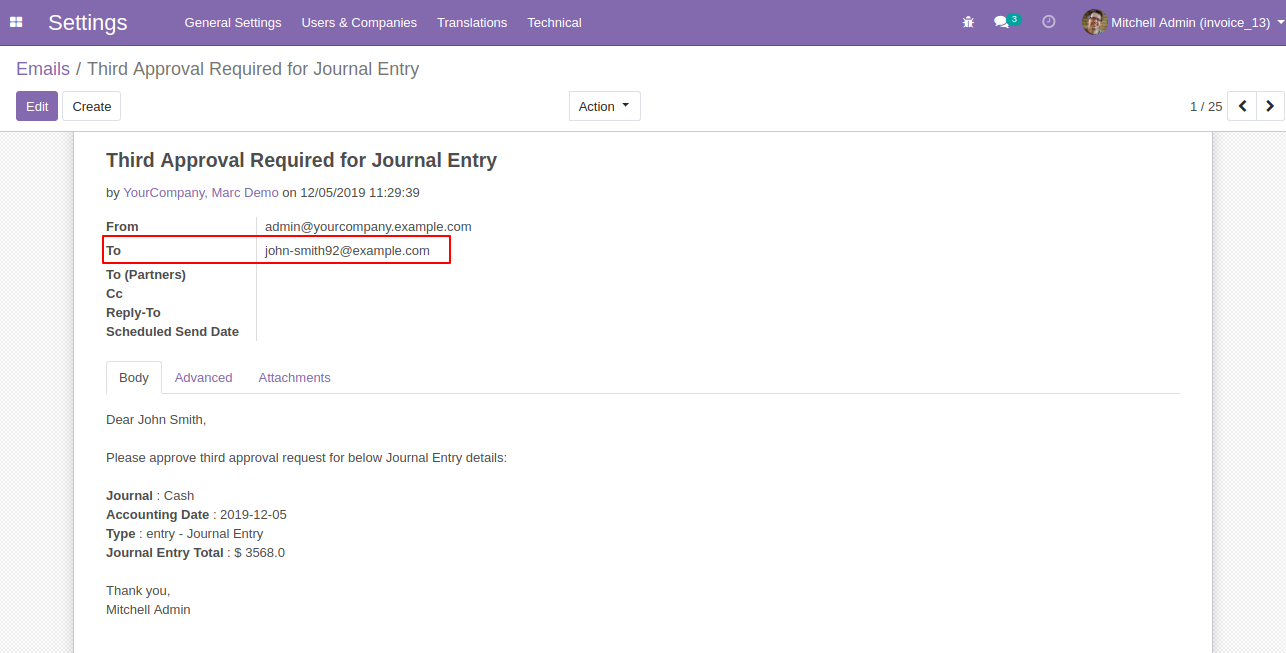 Settings General Settings Users & Companies Translations Technical 3 Mitchell Admin (invoice_13)
Emails / Third Approval Required for Journal Entry
Edit Create Action 1 / 25
Third Approval Required for Journal Entry
by YourCompany, Marc Demo on 12/05/2019 11:29:39
From admin@yourcompany.example.com
To john-smith92@example.com
To (Partners)
Cc
Reply-To
Scheduled Send Date
Body Advanced Attachments
Dear John Smith,
Please approve third approval request for below Journal Entry details:
Journal : Cash
Accounting Date : 2019-12-05
Type : entry - Journal Entry
Journal Entry Total : $ 3568.0
Thank you,
Mitchell Admin